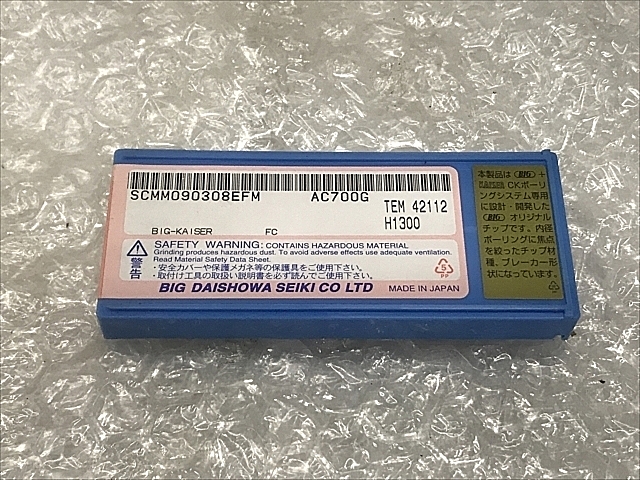 SCMM090308EFM AC700G
TEM 42112
H1300
BIG-KAISER FC
警告
SAFETY WARNING: CONTAINS HAZARDOUS MATERIAL
Grinding produces hazardous dust. To avoid adverse effects use adequate ventilation.
Read Material Safety Data Sheet.
・安全カバーや保護メガネ等の保護具をご使用下さい。
・取付け工具の取扱い説明書を必ず読んでご使用下さい。
BIG DAISHOWA SEIKI CO LTD MADE IN JAPAN
5
PP
本製品は BIG +
KAISER CKボーリ
ングシステム専用
に設計・開発した
BIG オリジナル
チップです。内径
ボーリングに焦点
を絞ったチップ材
種、ブレーカー形
状になっています。